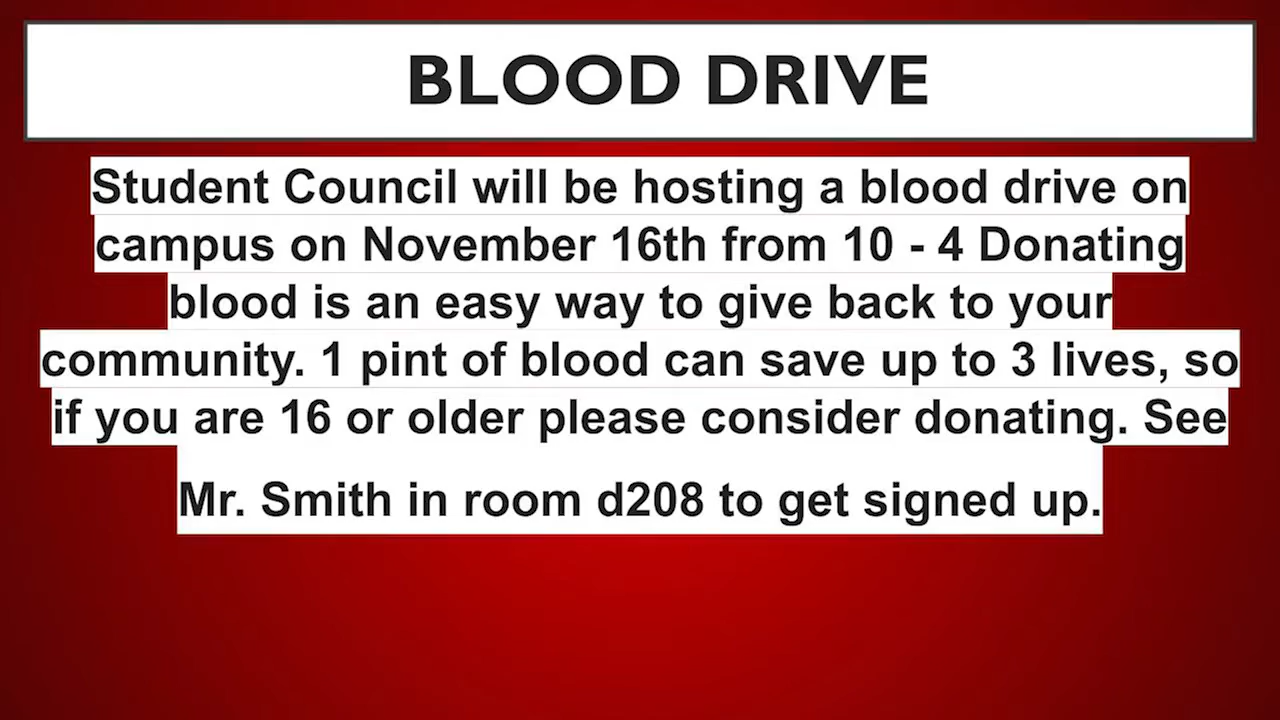 BLOOD DRIVE
Student Council will be hosting a blood drive on
campus on November 16th from 10 - 4 Donating
blood is an easy way to give back to your
community. 1 pint of blood can save up to 3 lives, so
if you are 16 or older please consider donating. See
Mr. Smith in room d208 to get signed up.